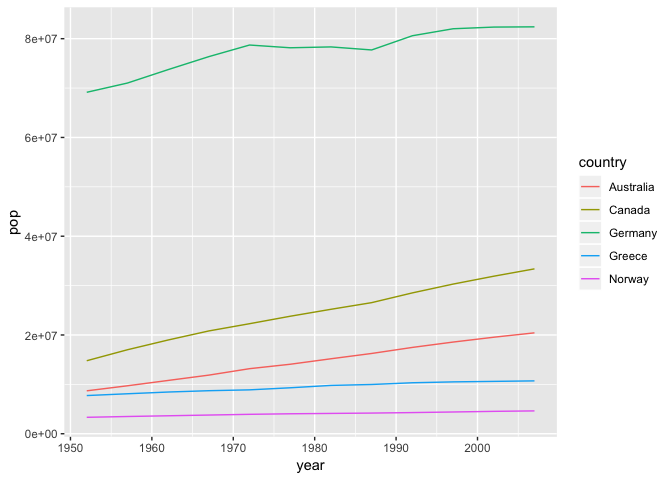 8e+07
6e+07
4e+07
2e+07
0e+00
pop
1950 1960 1970 1980 1990 2000
year
country
Australia
Canada
Germany
Greece
Norway